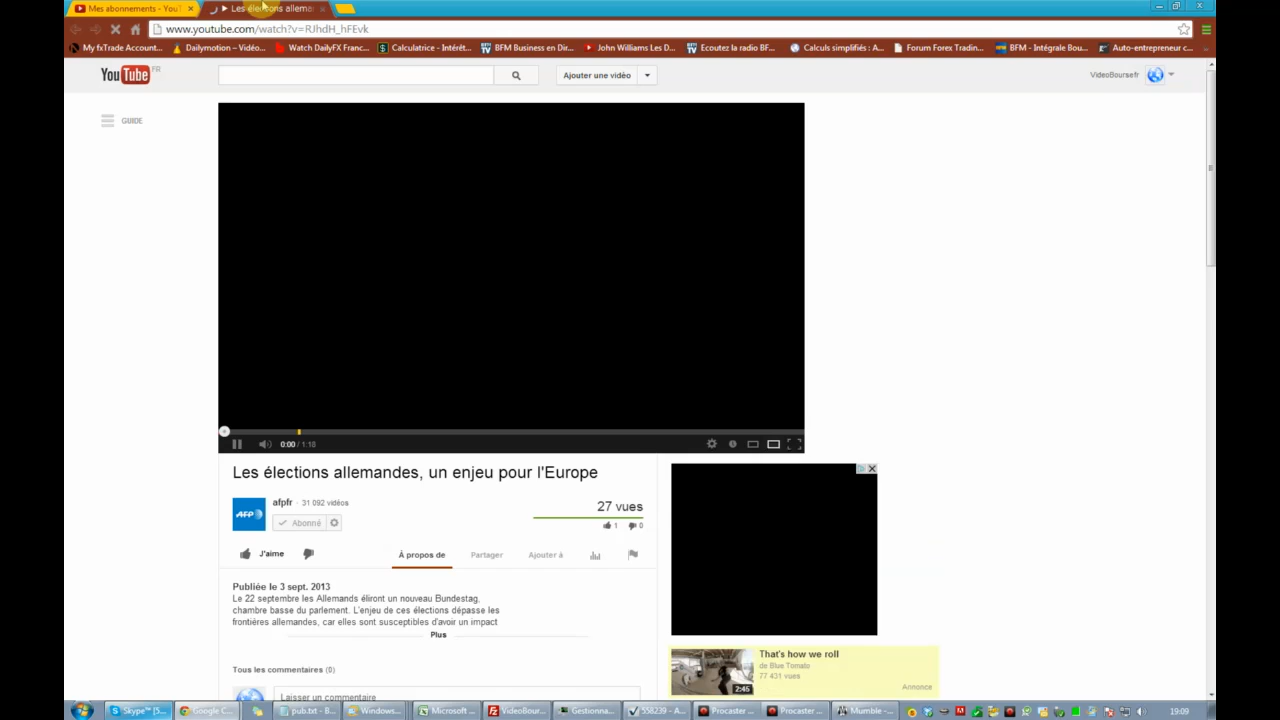 Mes abonnements - You T
Les élections allema
www.youtube.com/watch?v=RJhdH_hFEvk
My fxTrade Account...
Dailymotion – Vidéo...
Watch DailyFX Franc...
Calculatrice - Intérêt...
BFM Business en Dir...
John Williams Les D...
Ecoutez la radio BF...
Calculs simplifiés : A...
Forum Forex Tradin...
BFM - Intégrale Bou...
Auto-entrepreneur c...
YouTube FR
Ajouter une vidéo
VideoBoursefr
GUIDE
0:00 / 1:18
Les élections allemandes, un enjeu pour l'Europe
afpfr · 31 092 vidéos
AFP
Abonné
27 vues
1 0
J'aime
À propos de
Partager
Ajouter à
Publiée le 3 sept. 2013
Le 22 septembre les Allemands éliront un nouveau Bundestag,
chambre basse du parlement. L'enjeu de ces élections dépasse les
frontières allemandes, car elles sont susceptibles d'avoir un impact
Plus
That's how we roll
de Blue Tomato
77 431 vues
2:45
Annonce
Tous les commentaires (0)
Laisser un commentaire
Skype™ [5...
Google C...
pub.txt - B...
Windows...
Microsoft ...
VideoBour...
Gestionna...
558239 - A...
Procaster ...
Procaster ...
Mumble -...
19:09